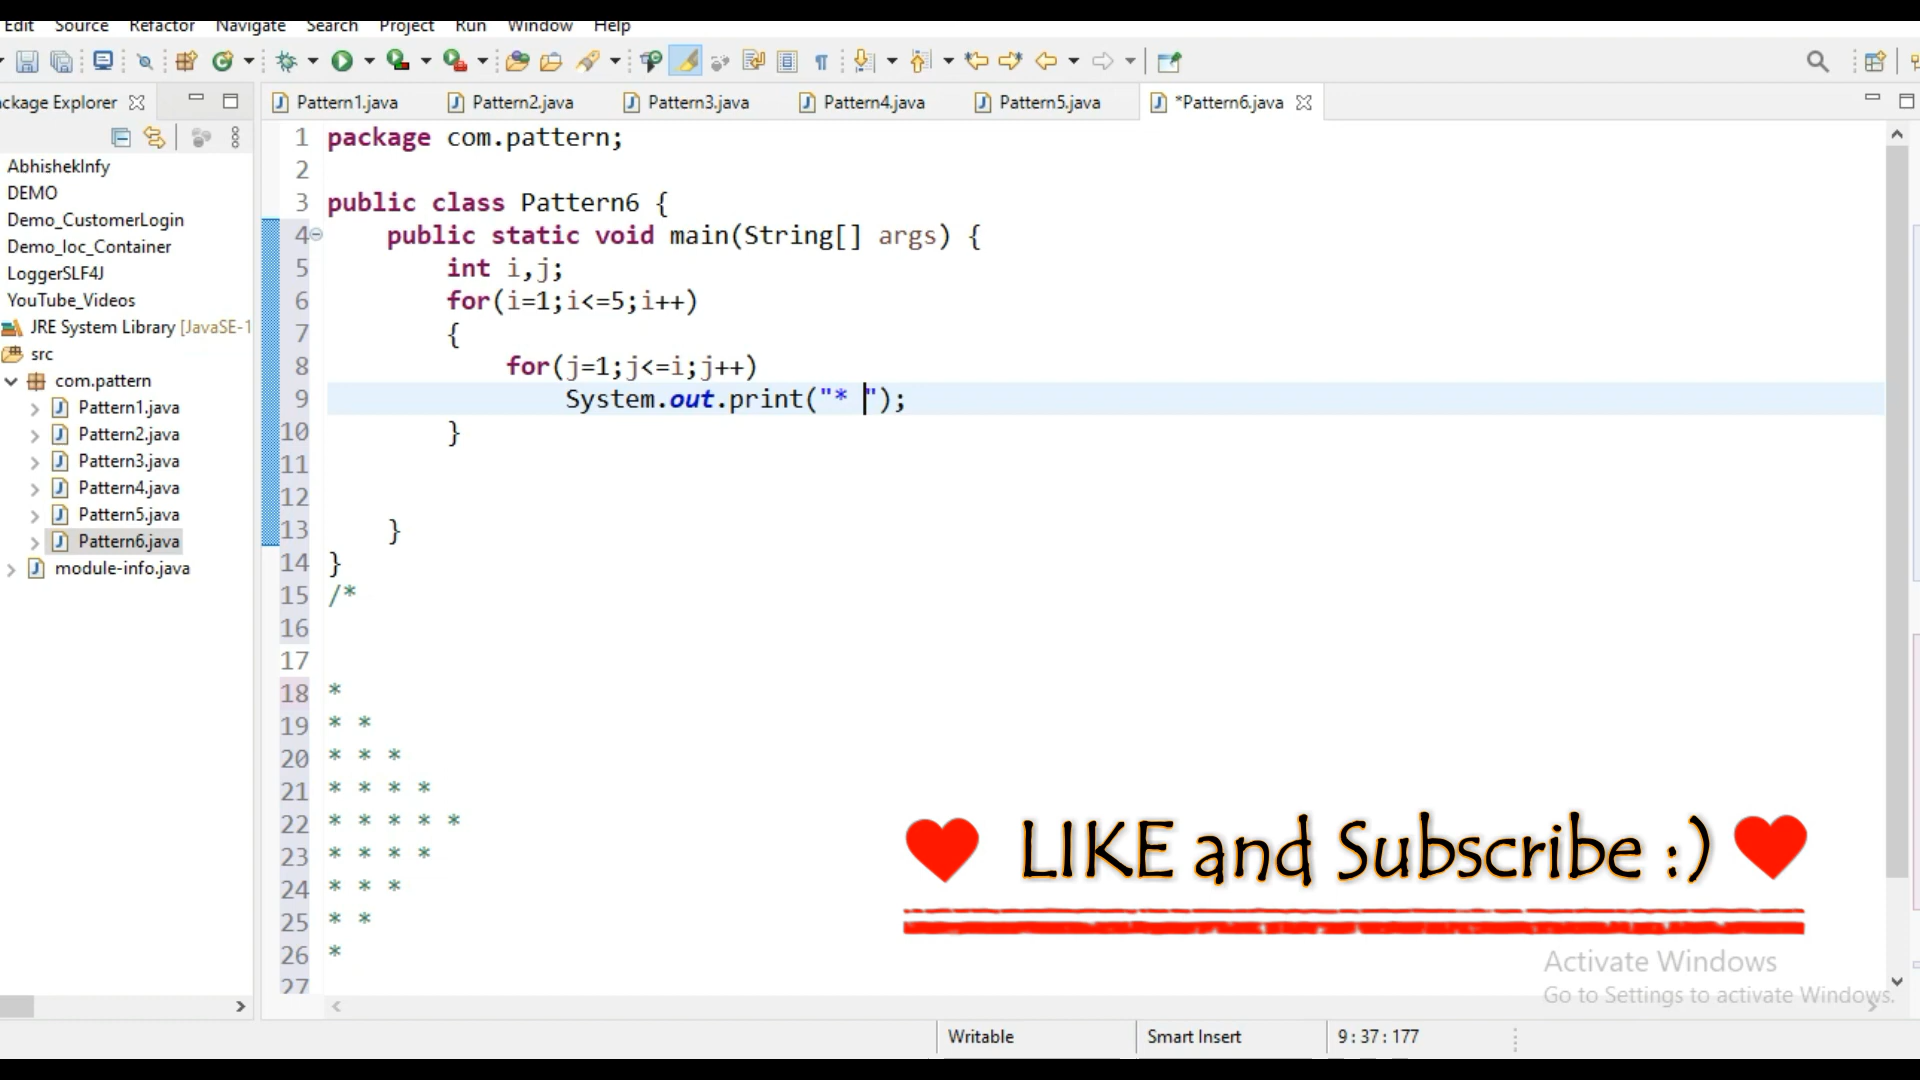 Edit Source Refactor Navigate Search Project Run Window Help
ckage Explorer
Pattern1.java Pattern2.java Pattern3.java Pattern4.java Pattern5.java *Pattern6.java
AbhishekInfy
DEMO
Demo_CustomerLogin
Demo_Ioc_Container
LoggerSLF4J
YouTube_Videos
JRE System Library [JavaSE-1
src
com.pattern
Pattern1.java
Pattern2.java
Pattern3.java
Pattern4.java
Pattern5.java
Pattern6.java
module-info.java
1 package com.pattern;
2
3 public class Pattern6 {
4 public static void main(String[] args) {
5 int i,j;
6 for(i=1;i<=5;i++)
7 {
8 for(j=1;j<=i;j++)
9 System.out.print("* ");
10 }
11
12
13 }
14 }
15 /*
16
17
18 *
19 * *
20 * * *
21 * * * *
22 * * * * *
23 * * * *
24 * * *
25 * *
26 *
27
LIKE and Subscribe :)
Activate Windows
Go to Settings to activate Windows.
Writable Smart Insert 9 : 37 : 177